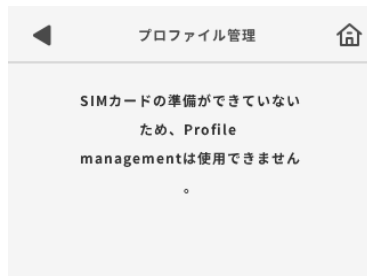 プロファイル管理
SIMカードの準備ができていない
ため、Profile
managementは使用できません
。